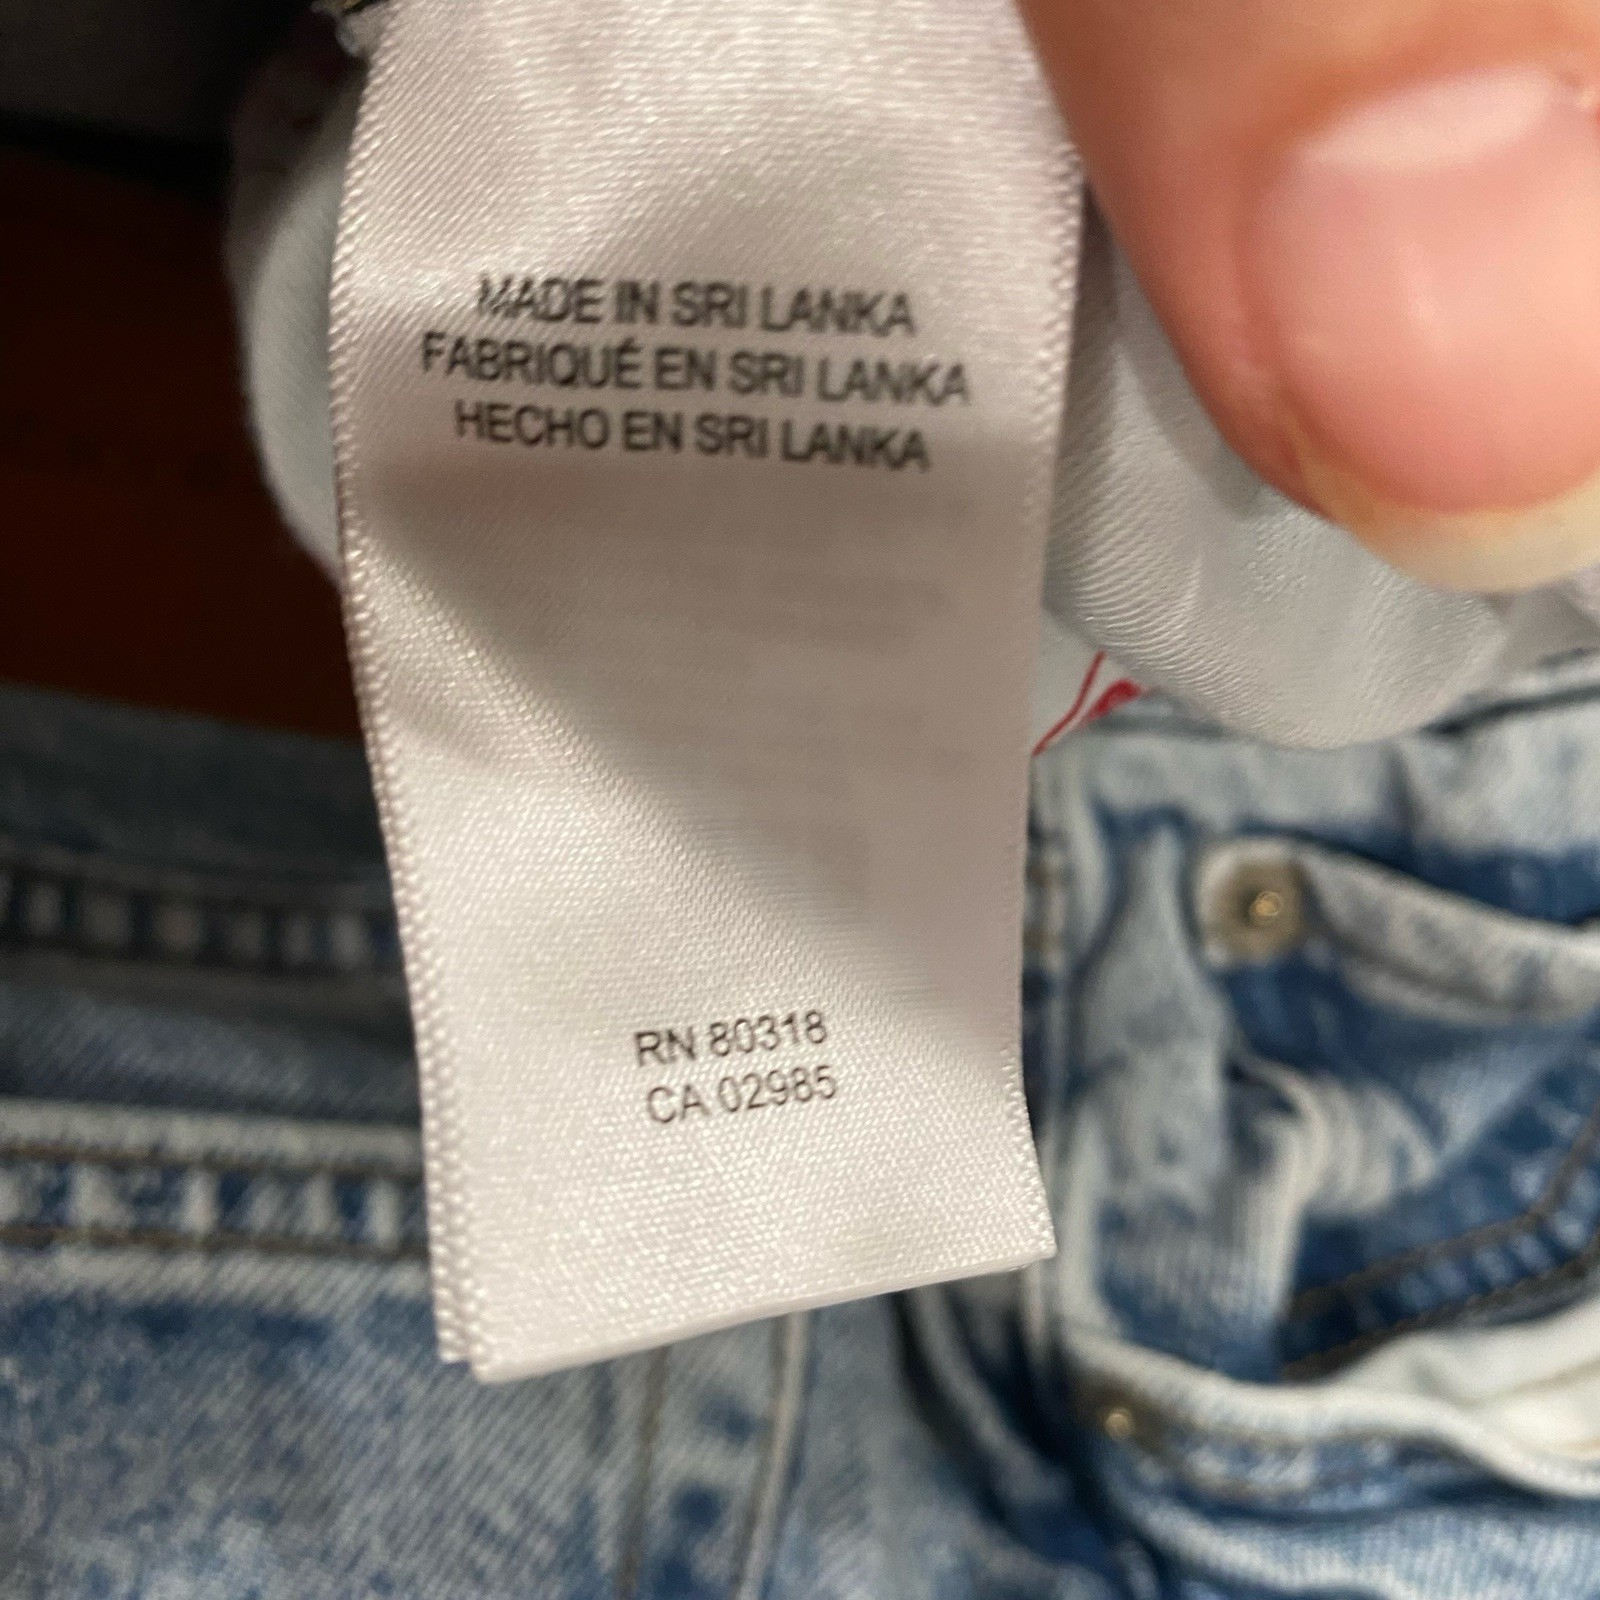 MADE IN SRI LANKA
FABRIQUÉ EN SRI LANKA
HECHO EN SRI LANKA
RN 80318
CA 02985